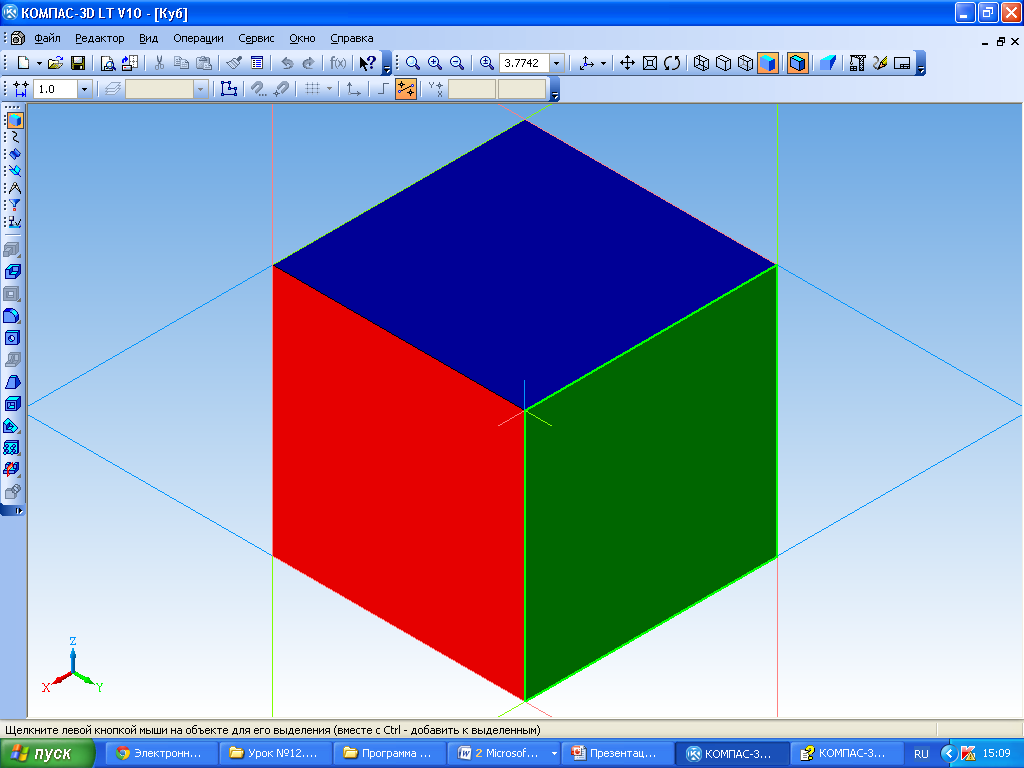 КОМПАС-3D LT V10 - [Куб]
Файл Редактор Вид Операции Сервис Окно Справка
f(x) 3.7742
1.0
Z
X Y
Щелкните левой кнопкой мыши на объекте для его выделения (вместе с Ctrl - добавить к выделенным)
пуск Электронн... Урок №12.... Программа ... 2 Microsof... Презентац... КОМПАС-3... КОМПАС-3... RU 15:09